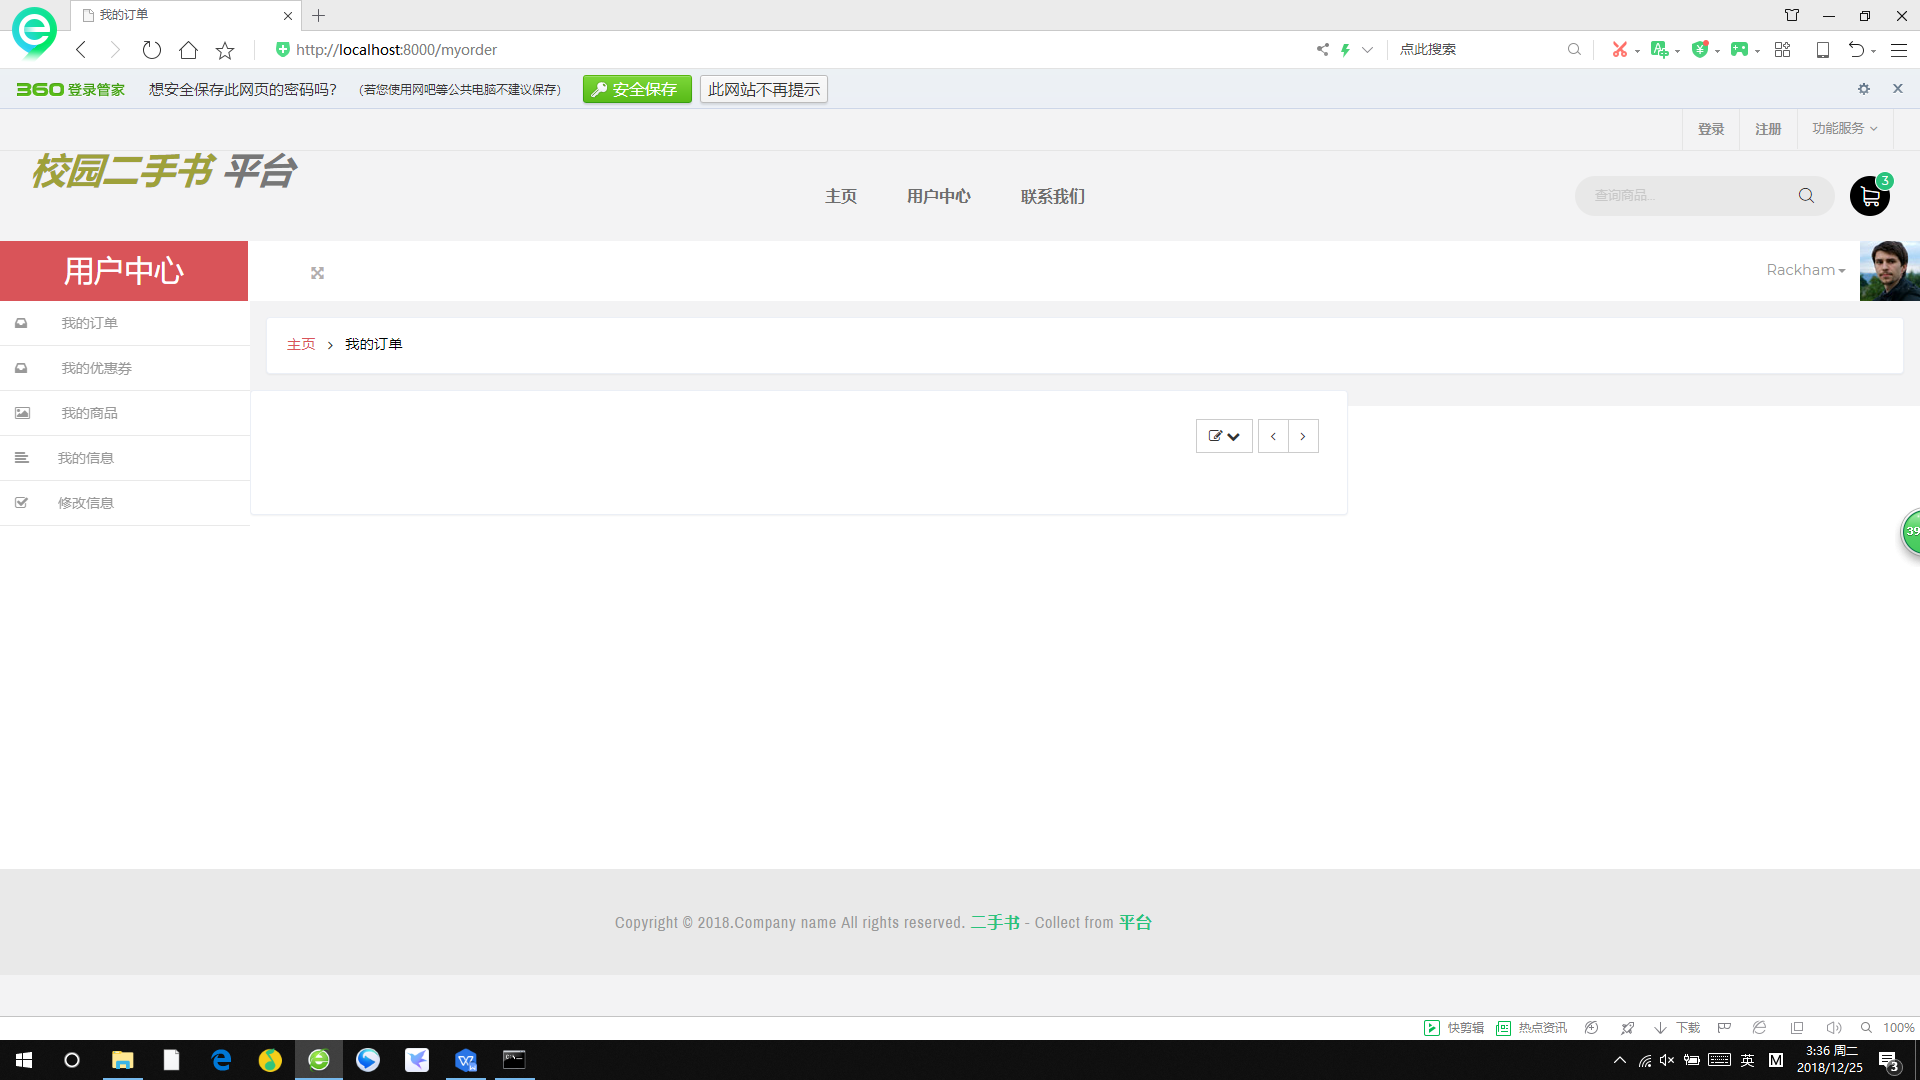 我的订单
http://localhost:8000/myorder
点此搜索
360登录管家 想安全保存此网页的密码吗? (若您使用网吧等公共电脑不建议保存) 安全保存 此网站不再提示
登录 注册 功能服务
校园二手书 平台
主页 用户中心 联系我们
查询商品...
3
用户中心
Rackham
我的订单
主页 > 我的订单
我的优惠券
我的商品
我的信息
修改信息
39
Copyright © 2018.Company name All rights reserved. 二手书 - Collect from 平台
快剪辑 热点资讯 下载 100%
英 M
3:36 周二
2018/12/25
3